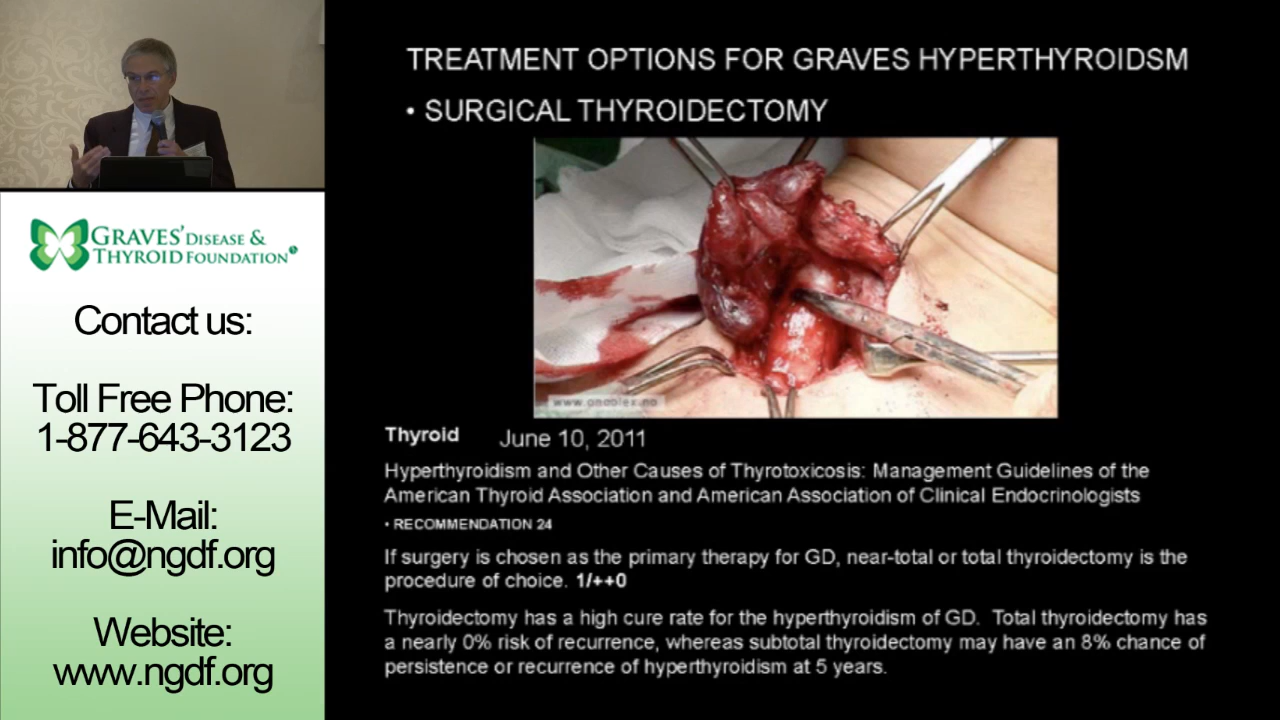 TREATMENT OPTIONS FOR GRAVES HYPERTHYROIDSM
• SURGICAL THYROIDECTOMY
www.oncolex.no
Thyroid June 10, 2011
Hyperthyroidism and Other Causes of Thyrotoxicosis: Management Guidelines of the
American Thyroid Association and American Association of Clinical Endocrinologists
• RECOMMENDATION 24
If surgery is chosen as the primary therapy for GD, near-total or total thyroidectomy is the
procedure of choice. 1/++0
Thyroidectomy has a high cure rate for the hyperthyroidism of GD. Total thyroidectomy has
a nearly 0% risk of recurrence, whereas subtotal thyroidectomy may have an 8% chance of
persistence or recurrence of hyperthyroidism at 5 years.
GRAVES' DISEASE &
THYROID FOUNDATION
Contact us:
Toll Free Phone:
1-877-643-3123
E-Mail:
info@ngdf.org
Website:
www.ngdf.org